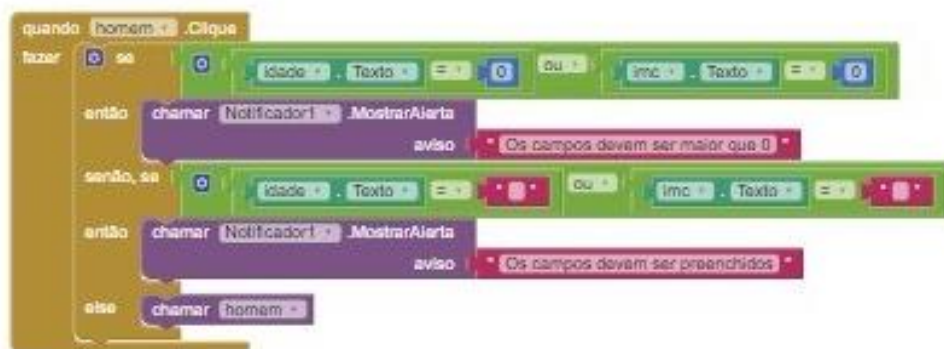 quando homem .Clique
fazer se idade . Texto = 0 ou imc . Texto = 0
então chamar Notificador1 .MostrarAlerta
aviso " Os campos devem ser maior que 0 "
senão, se idade . Texto = " " ou imc . Texto = " "
então chamar Notificador1 .MostrarAlerta
aviso " Os campos devem ser preenchidos "
else chamar homem